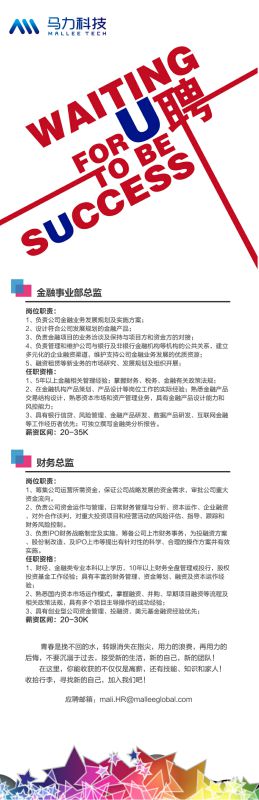 马力科技
MALLEE TECH
WAITING
FOR U 聘
TO BE
SUCCESS
金融事业部总监
岗位职责：
1、负责公司金融业务发展规划及实施方案；
2、设计符合公司发展规划的金融产品；
3、负责金融项目的业务洽谈及保持与项目方和资金方的对接；
4、负责管理和维护公司与银行及非银行金融机构等机构的公共关系，建立
多元化的企业融资渠道，维护支持公司金融业务发展的优质资源；
5、融资租赁等新业务的市场研究、发展规划及组织开展；
任职资格：
1、5年以上金融相关管理经验；掌握财务、税务、金融有关政策法规；
2、在金融机构产品策划、产品设计等岗位工作的实际经验；熟悉金融产品
交易结构设计，熟悉资本市场和资产管理业务，具有金融产品设计能力和
风控能力；
3、具有银行信贷、风险管理、金融产品研发、数据产品研发、互联网金融
等工作经历者优先；可独立撰写金融类分析报告。
薪资区间：20-35K
财务总监
岗位职责：
1、筹集公司运营所需资金，保证公司战略发展的资金需求，审批公司重大
资金流向。
2、负责公司资金运作与管理、日常财务管理与分析、资本运作、企业融资
，对外合作谈判，对重大投资项目和经营活动的风险评估、指导、跟踪和
财务风险控制。
3、负责IPO财务战略制定及实施，筹备公司上市财务事务，为投融资方案
、股份制改造、及IPO上市等提出有针对性的科学、合理的操作方案并有效
实施。
任职资格：
1、财经、金融类专业本科以上学历、10年以上财务全盘管理或投行，股权
投资基金工作经验；具有丰富的财务管理、资金筹划、融资及资本运作经
验；
2、熟悉国内资本市场运作模式，掌握融资、并购、早期项目融资等流程及
相关政策法规，具有多个项目主导操作的成功经验；
3、具有创业型公司资金管理、投融资、美元基金融资经验优先；
薪资区间：20-30K
青春是挽不回的水，转眼消失在指尖，用力的浪费，再用力的
后悔，不要沉溺于过去，接受新的生活，新的自己，新的团队！
在这里，你能收获的不仅仅是高薪，还有技能、知识和家人！
收拾行李，寻找新的自己，加入我们吧！
应聘邮箱：mali.HR@malleeglobal.com